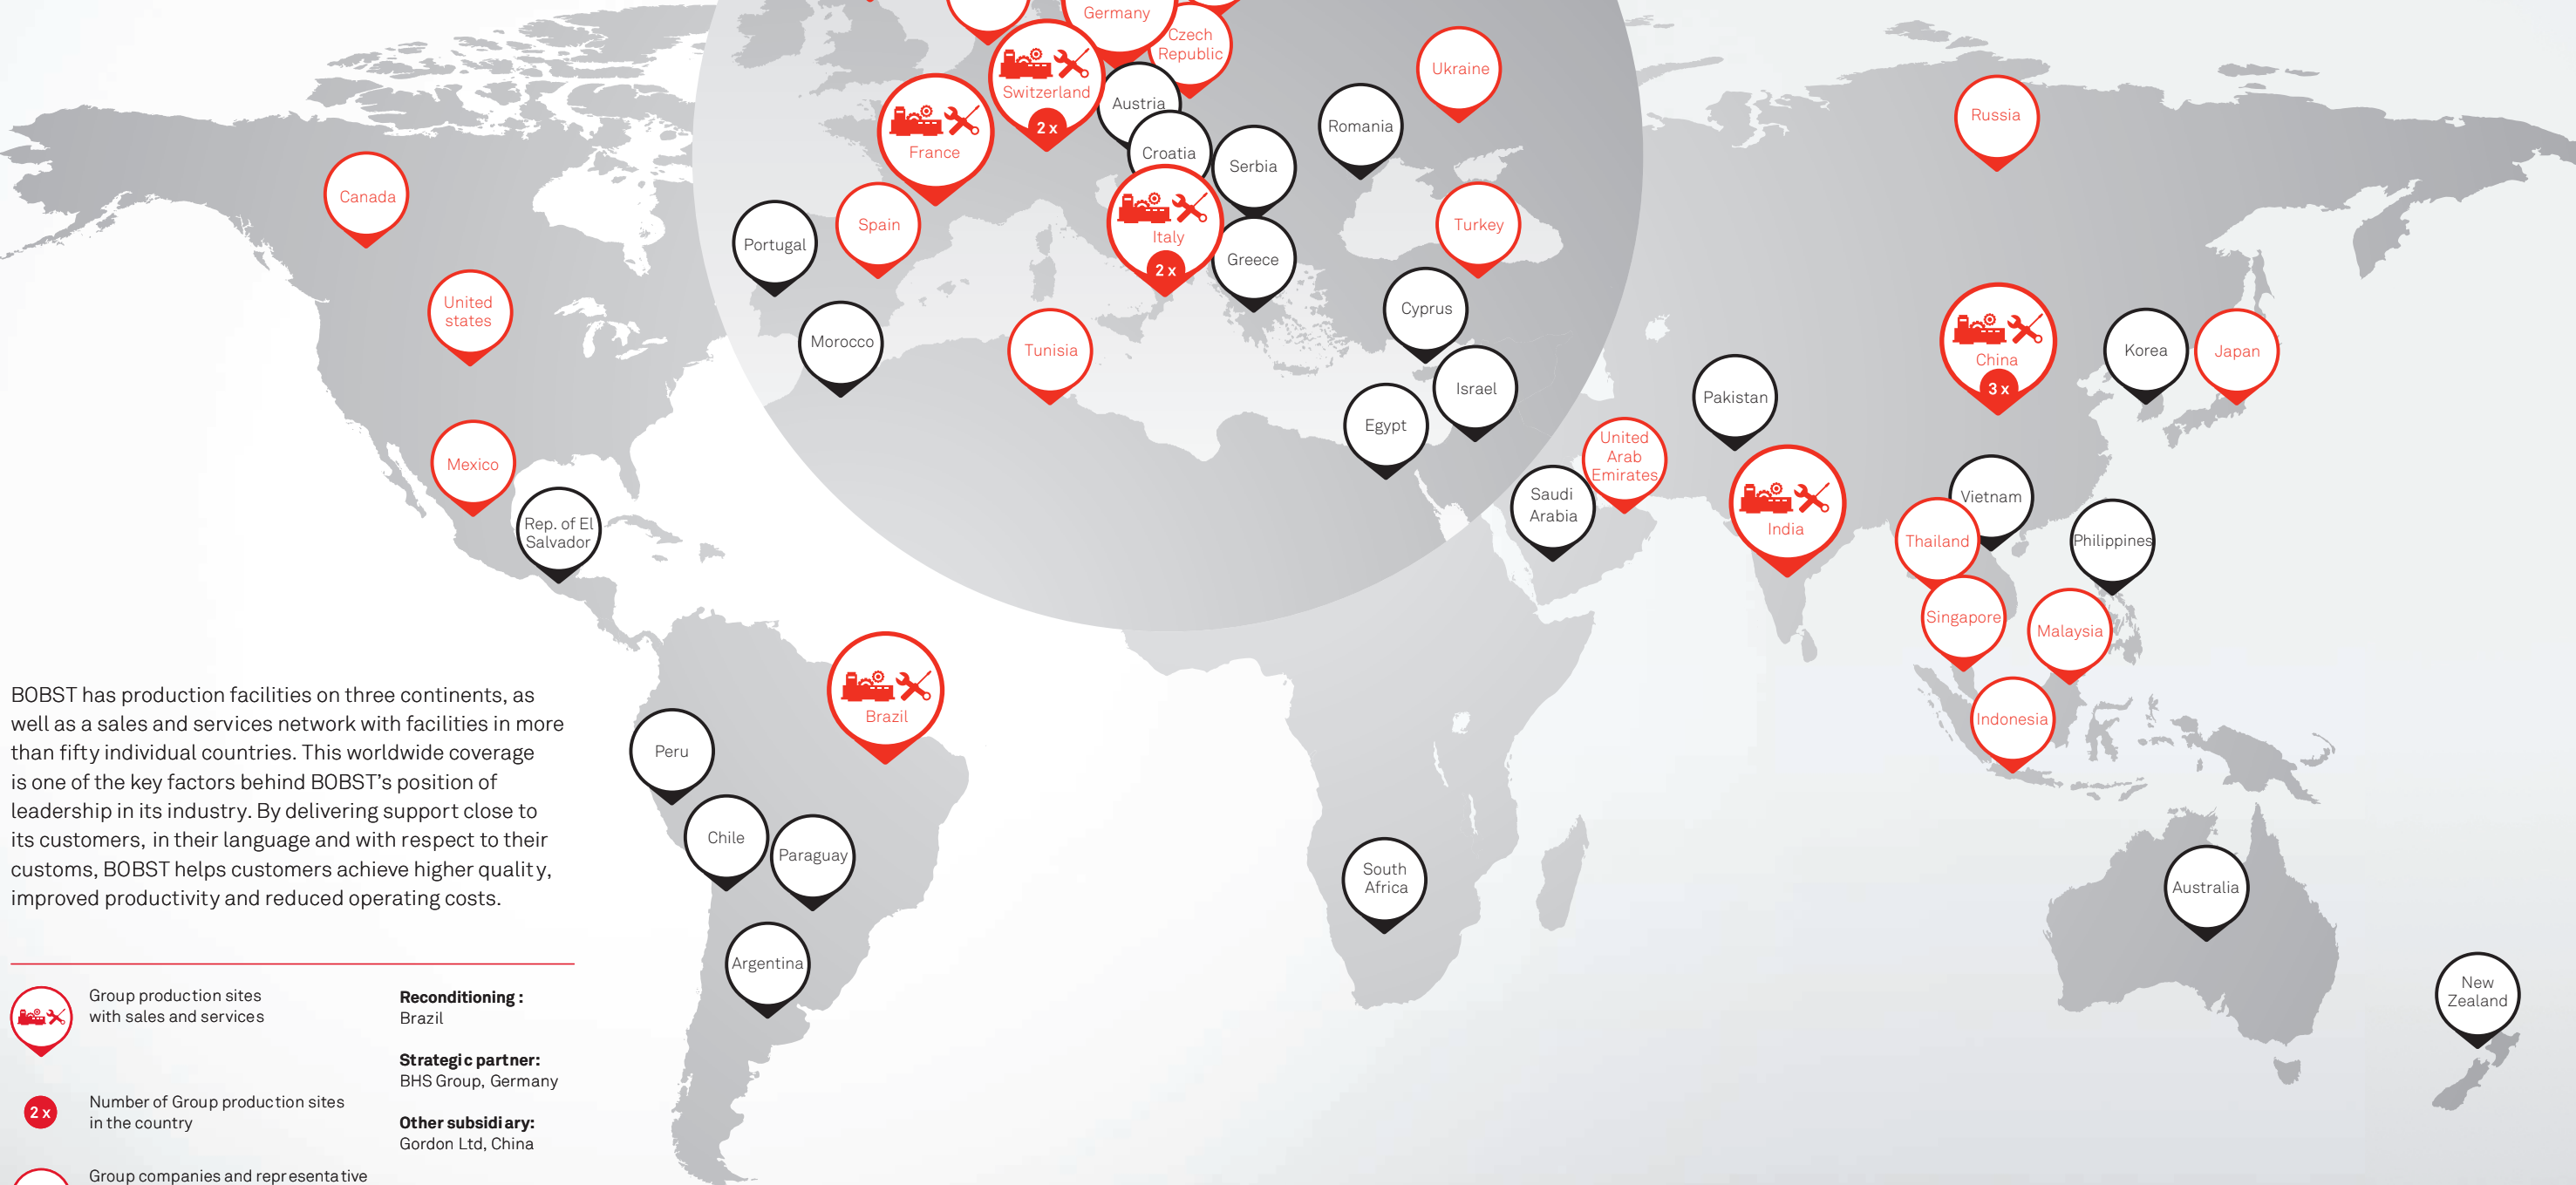 Germany
Czech
Republic
Switzerland
2 x
Austria
Ukraine
Russia
France
Croatia
Romania
Serbia
Canada
Spain
Italy
2 x
Portugal
Turkey
Greece
United
states
Cyprus
Morocco
Tunisia
China
3 x
Korea
Japan
Israel
Pakistan
Egypt
United
Arab
Emirates
Mexico
Saudi
Arabia
Vietnam
Rep. of El
Salvador
India
Thailand
Philippines
Singapore
Malaysia
Brazil
Indonesia
Peru
Chile
Paraguay
South
Africa
Australia
Argentina
New
Zealand
BOBST has production facilities on three continents, as
well as a sales and services network with facilities in more
than fifty individual countries. This worldwide coverage
is one of the key factors behind BOBST's position of
leadership in its industry. By delivering support close to
its customers, in their language and with respect to their
customs, BOBST helps customers achieve higher quality,
improved productivity and reduced operating costs.
Group production sites
with sales and services
2 x
Number of Group production sites
in the country
Group companies and representative
Reconditioning :
Brazil
Strategic partner:
BHS Group, Germany
Other subsidiary:
Gordon Ltd, China